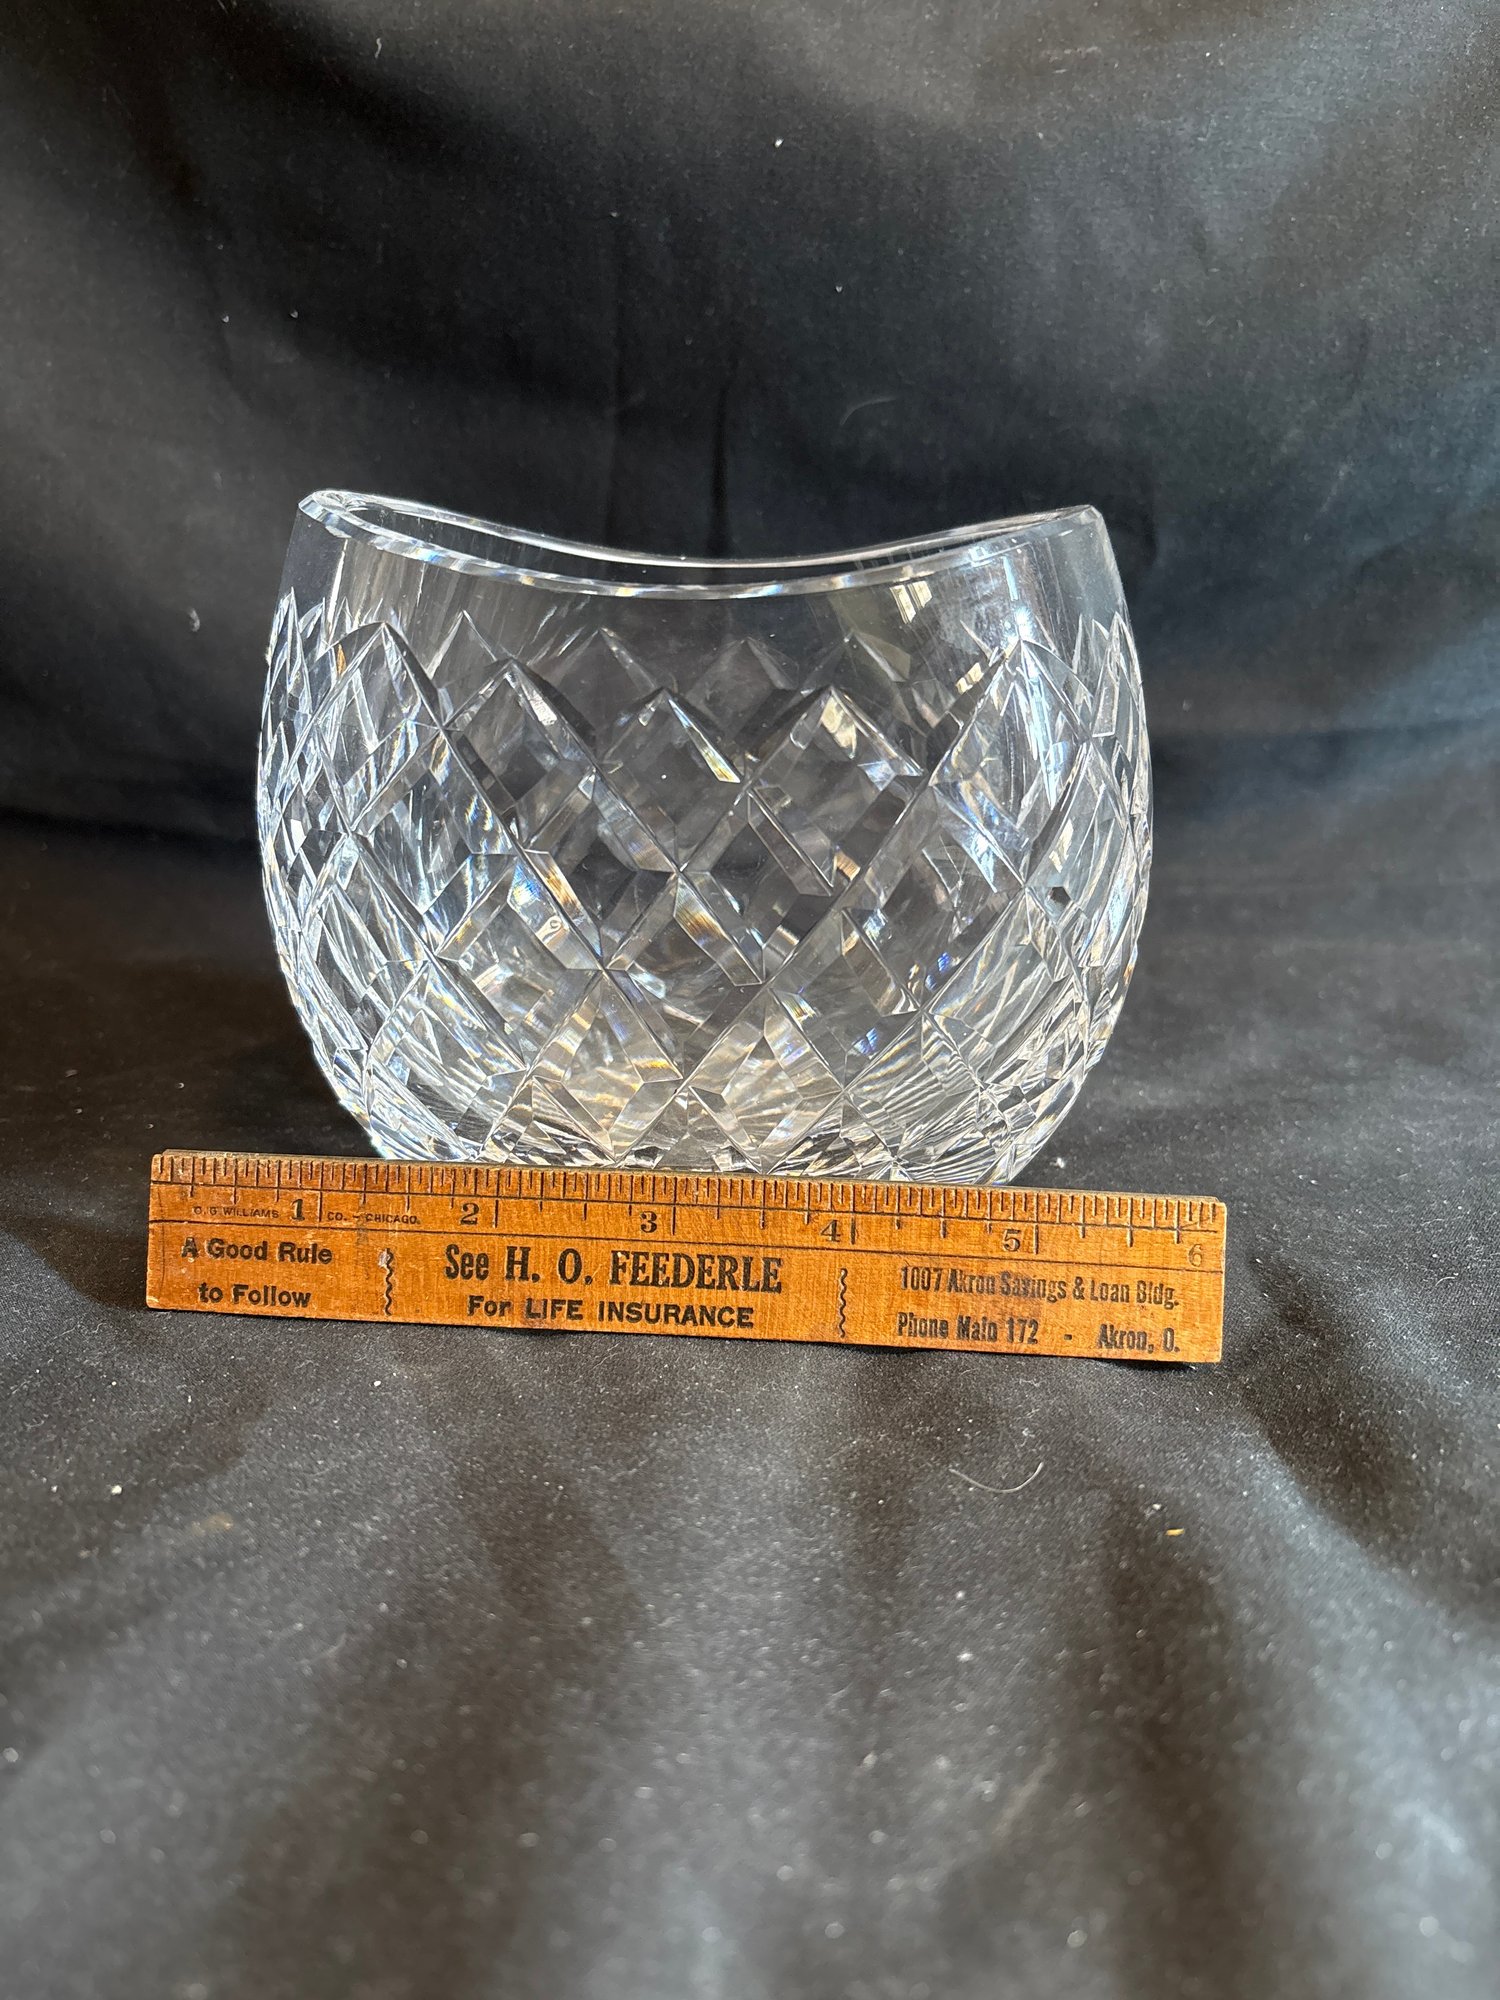 1 2 3 4 5 6
O. G. WILLIAMS CO. - CHICAGO.
A Good Rule
to Follow
See H. O. FEEDERLE
For LIFE INSURANCE
1007 Akron Savings & Loan Bldg.
Phone Main 172 - Akron, O.